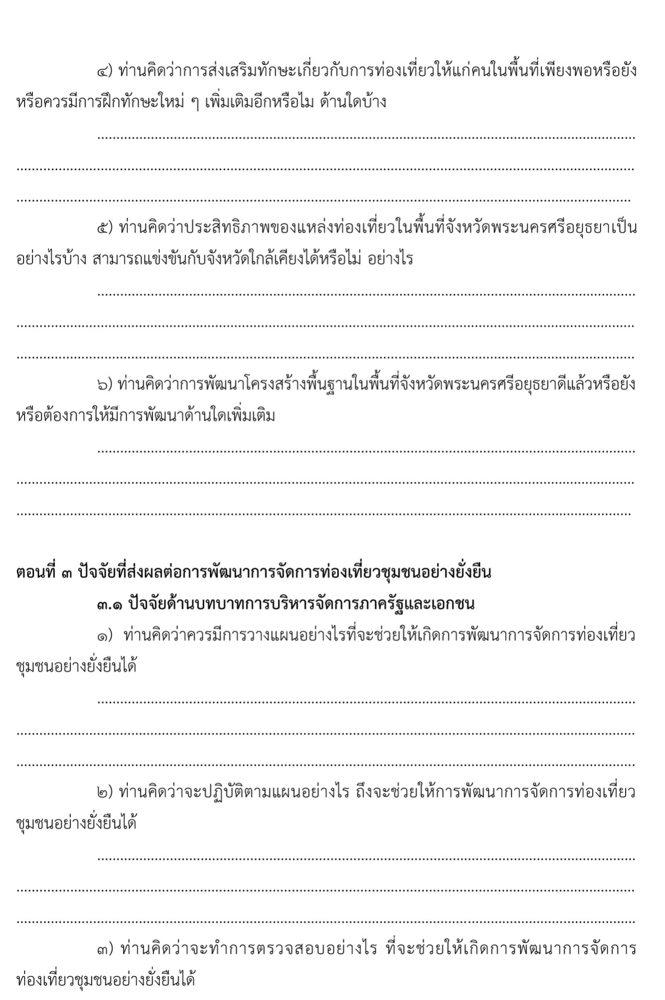 ๔) ท่านคิดว่าการส่งเสริมทักษะเกี่ยวกับการท่องเที่ยวให้แก่คนในพื้นที่เพียงพอหรือยัง
หรือควรมีการฝึกทักษะใหม่ ๆ เพิ่มเติมอีกหรือไม ด้านใดบ้าง
................................................................................................................................................
......................................................................................................................................................................
.....................................................................................................................................................................
๕) ท่านคิดว่าประสิทธิภาพของแหล่งท่องเที่ยวในพื้นที่จังหวัดพระนครศรีอยุธยาเป็น
อย่างไรบ้าง สามารถแข่งขันกับจังหวัดใกล้เคียงได้หรือไม่ อย่างไร
................................................................................................................................................
......................................................................................................................................................................
......................................................................................................................................................................
๖) ท่านคิดว่าการพัฒนาโครงสร้างพื้นฐานในพื้นที่จังหวัดพระนครศรีอยุธยาดีแล้วหรือยัง
หรือต้องการให้มีการพัฒนาด้านใดเพิ่มเติม
................................................................................................................................................
......................................................................................................................................................................
.....................................................................................................................................................................
ตอนที่ ๓ ปัจจัยที่ส่งผลต่อการพัฒนาการจัดการท่องเที่ยวชุมชนอย่างยั่งยืน
๓.๑ ปัจจัยด้านบทบาทการบริหารจัดการภาครัฐและเอกชน
๑) ท่านคิดว่าควรมีการวางแผนอย่างไรที่จะช่วยให้เกิดการพัฒนาการจัดการท่องเที่ยว
ชุมชนอย่างยั่งยืนได้
................................................................................................................................................
......................................................................................................................................................................
......................................................................................................................................................................
๒) ท่านคิดว่าจะปฏิบัติตามแผนอย่างไร ถึงจะช่วยให้การพัฒนาการจัดการท่องเที่ยว
ชุมชนอย่างยั่งยืนได้
................................................................................................................................................
......................................................................................................................................................................
......................................................................................................................................................................
๓) ท่านคิดว่าจะทำการตรวจสอบอย่างไร ที่จะช่วยให้เกิดการพัฒนาการจัดการ
ท่องเที่ยวชุมชนอย่างยั่งยืนได้